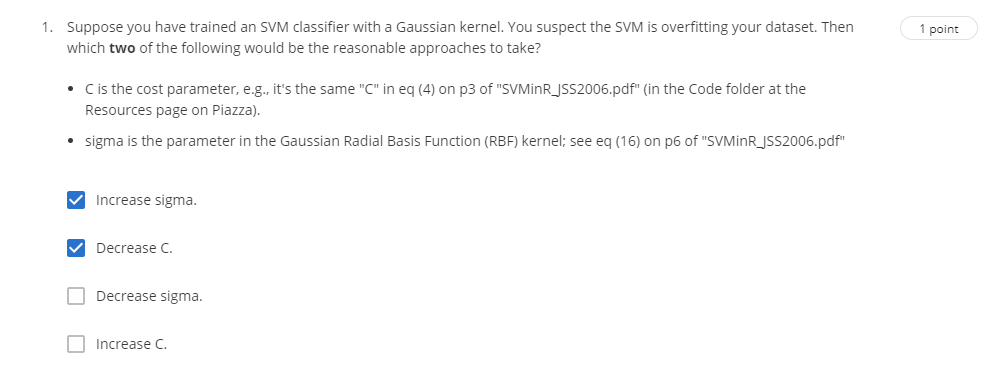 1. Suppose you have trained an SVM classifier with a Gaussian kernel. You suspect the SVM is overfitting your dataset. Then
1 point
which two of the following would be the reasonable approaches to take?
• C is the cost parameter, e.g., it's the same "C" in eq (4) on p3 of "SVMinR_JSS2006.pdf" (in the Code folder at the
Resources page on Piazza).
• sigma is the parameter in the Gaussian Radial Basis Function (RBF) kernel; see eq (16) on p6 of "SVMinR_JSS2006.pdf"
Increase sigma.
Decrease C.
Decrease sigma.
Increase C.